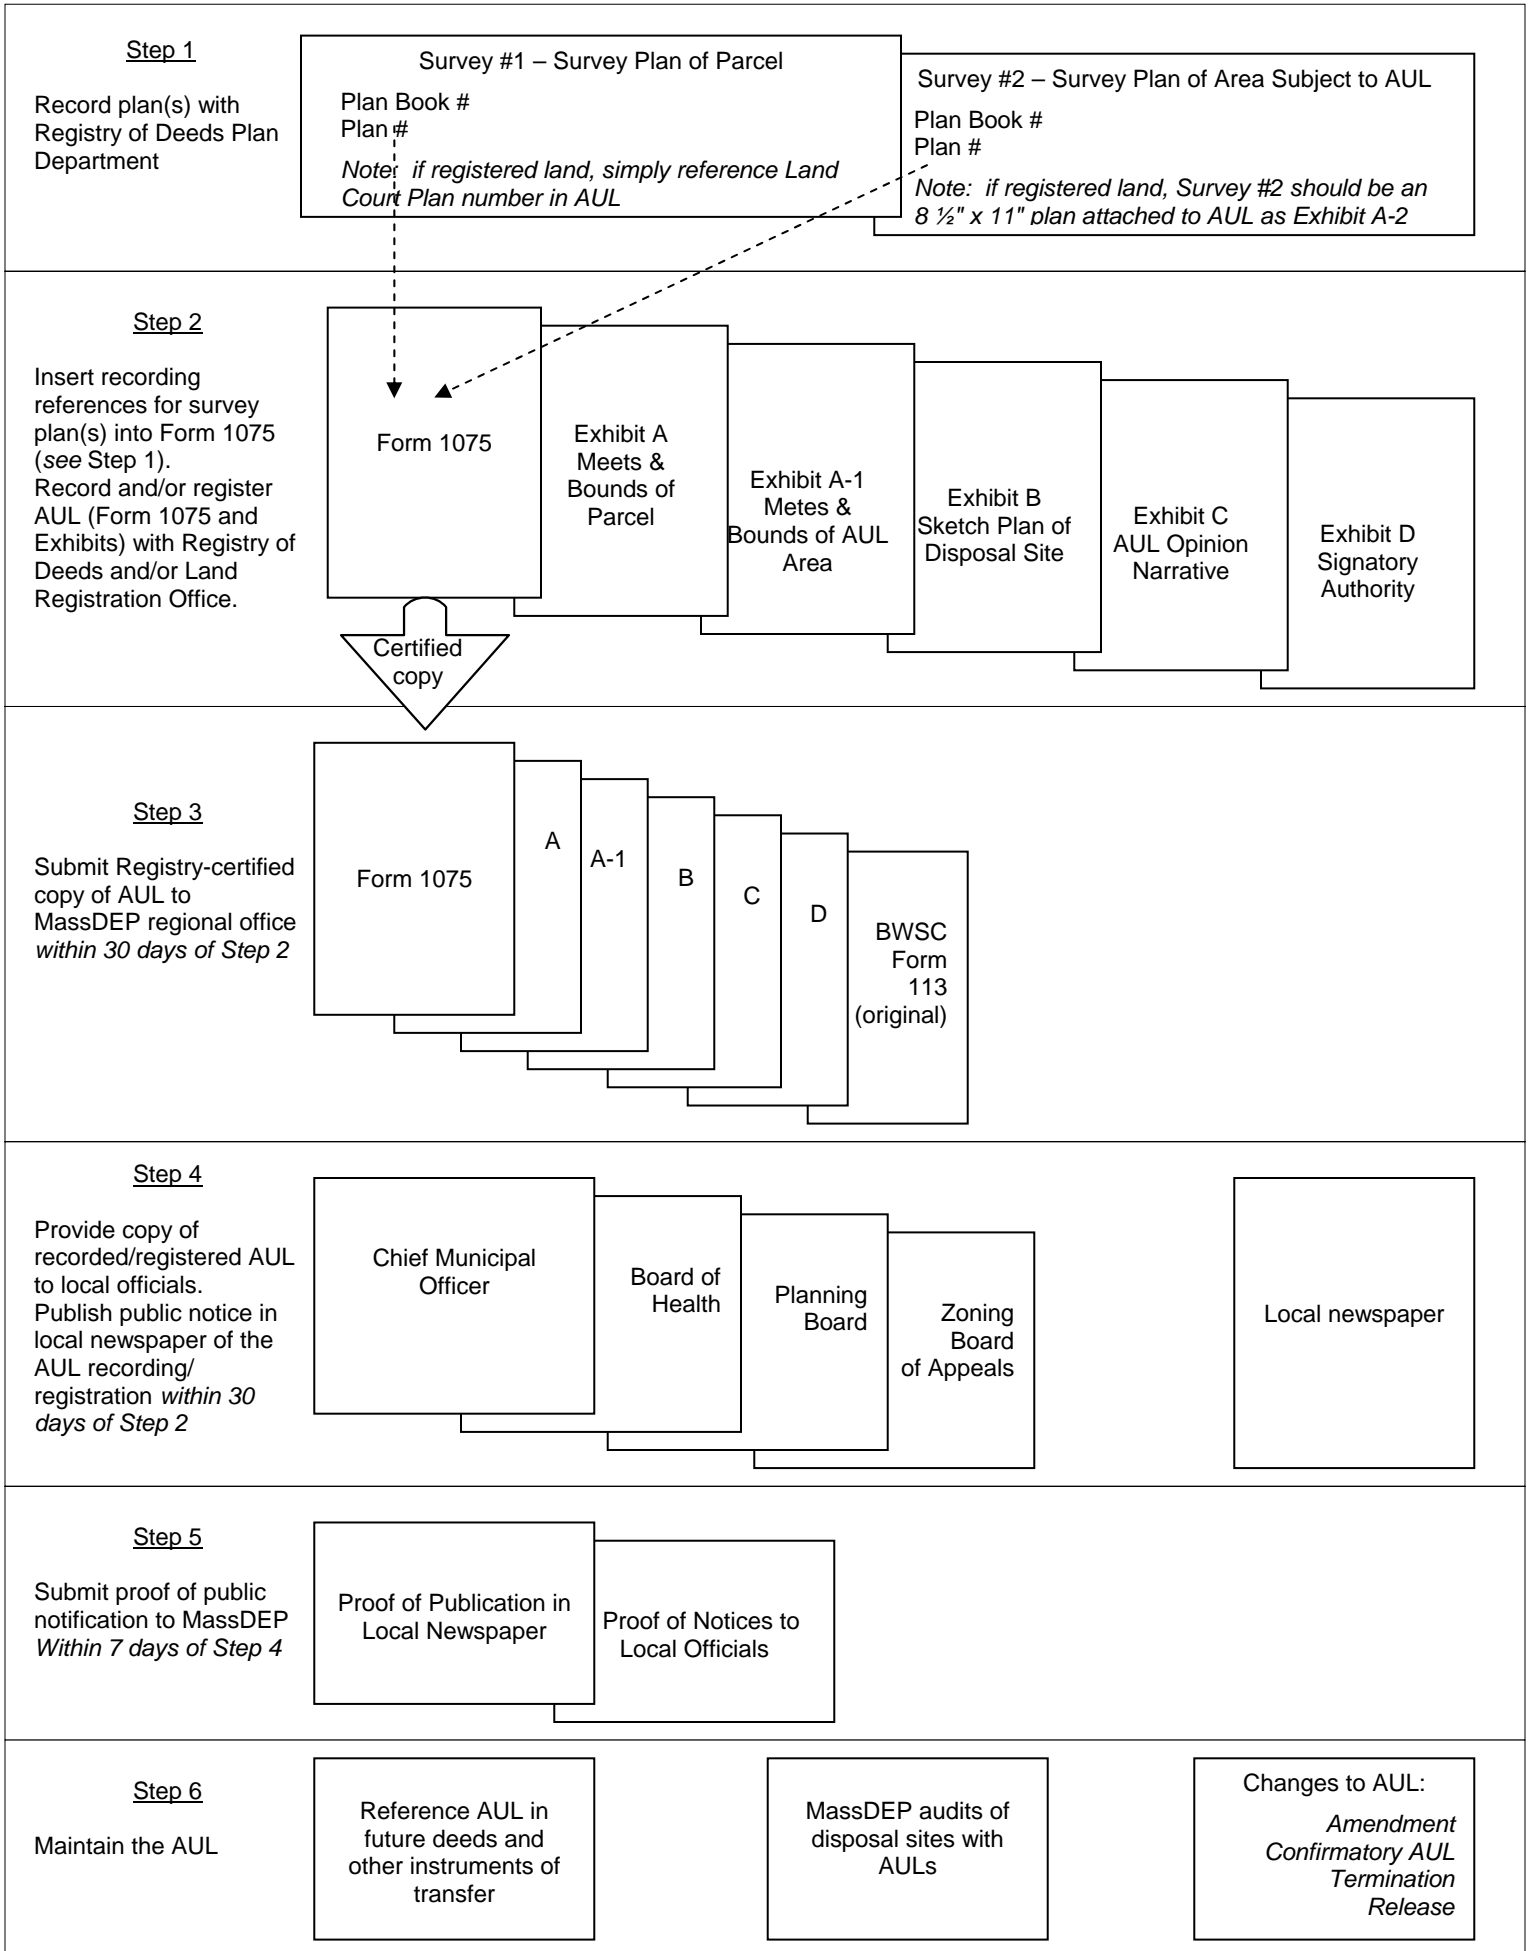 Step 1
Record plan(s) with
Registry of Deeds Plan
Department
Survey #1 – Survey Plan of Parcel
Plan Book #
Plan #
Note: if registered land, simply reference Land
Court Plan number in AUL
Survey #2 – Survey Plan of Area Subject to AUL
Plan Book #
Plan #
Note: if registered land, Survey #2 should be an
8 ½" x 11" plan attached to AUL as Exhibit A-2
Step 2
Insert recording
references for survey
plan(s) into Form 1075
(see Step 1).
Record and/or register
AUL (Form 1075 and
Exhibits) with Registry of
Deeds and/or Land
Registration Office.
Form 1075
Exhibit A
Meets &
Bounds of
Parcel
Exhibit A-1
Metes &
Bounds of AUL
Area
Exhibit B
Sketch Plan of
Disposal Site
Exhibit C
AUL Opinion
Narrative
Exhibit D
Signatory
Authority
Certified
copy
Step 3
Submit Registry-certified
copy of AUL to
MassDEP regional office
within 30 days of Step 2
Form 1075
A
A-1
B
C
D
BWSC
Form
113
(original)
Step 4
Provide copy of
recorded/registered AUL
to local officials.
Publish public notice in
local newspaper of the
AUL recording/
registration within 30
days of Step 2
Chief Municipal
Officer
Board of
Health
Planning
Board
Zoning
Board
of Appeals
Local newspaper
Step 5
Submit proof of public
notification to MassDEP
Within 7 days of Step 4
Proof of Publication in
Local Newspaper
Proof of Notices to
Local Officials
Step 6
Maintain the AUL
Reference AUL in
future deeds and
other instruments of
transfer
MassDEP audits of
disposal sites with
AULs
Changes to AUL:
Amendment
Confirmatory AUL
Termination
Release